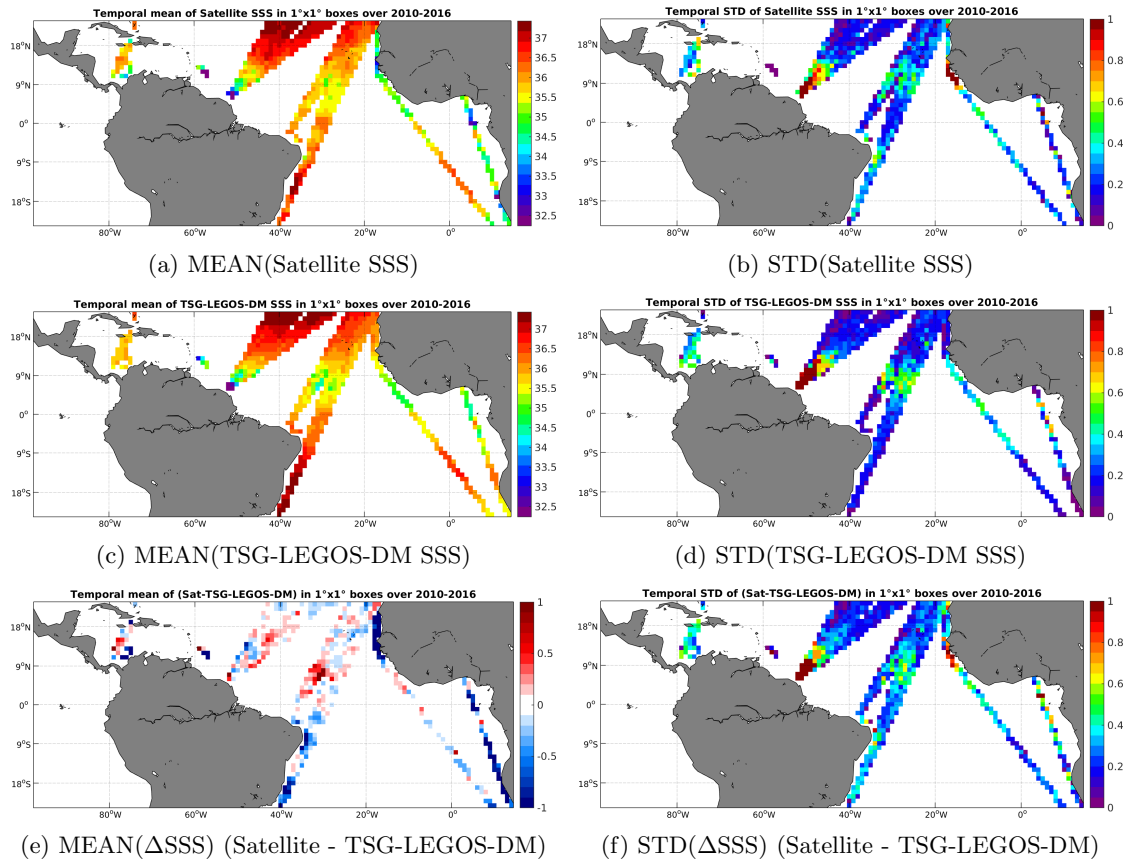 Temporal mean of Satellite SSS in 1°x1° boxes over 2010-2016
18°N
9°N
0°
9°S
18°S
80°W 60°W 40°W 20°W 0°
37
36.5
36
35.5
35
34.5
34
33.5
33
32.5
(a) MEAN(Satellite SSS)
Temporal STD of Satellite SSS in 1°x1° boxes over 2010-2016
18°N
9°N
0°
9°S
18°S
80°W 60°W 40°W 20°W 0°
1
0.8
0.6
0.4
0.2
0
(b) STD(Satellite SSS)
Temporal mean of TSG-LEGOS-DM SSS in 1°x1° boxes over 2010-2016
18°N
9°N
0°
9°S
18°S
80°W 60°W 40°W 20°W 0°
37
36.5
36
35.5
35
34.5
34
33.5
33
32.5
(c) MEAN(TSG-LEGOS-DM SSS)
Temporal STD of TSG-LEGOS-DM SSS in 1°x1° boxes over 2010-2016
18°N
9°N
0°
9°S
18°S
80°W 60°W 40°W 20°W 0°
1
0.8
0.6
0.4
0.2
0
(d) STD(TSG-LEGOS-DM SSS)
Temporal mean of (Sat-TSG-LEGOS-DM) in 1°x1° boxes over 2010-2016
18°N
9°N
0°
9°S
18°S
80°W 60°W 40°W 20°W 0°
1
0.5
0
-0.5
-1
(e) MEAN(ΔSSS) (Satellite - TSG-LEGOS-DM)
Temporal STD of (Sat-TSG-LEGOS-DM) in 1°x1° boxes over 2010-2016
18°N
9°N
0°
9°S
18°S
80°W 60°W 40°W 20°W 0°
1
0.8
0.6
0.4
0.2
0
(f) STD(ΔSSS) (Satellite - TSG-LEGOS-DM)